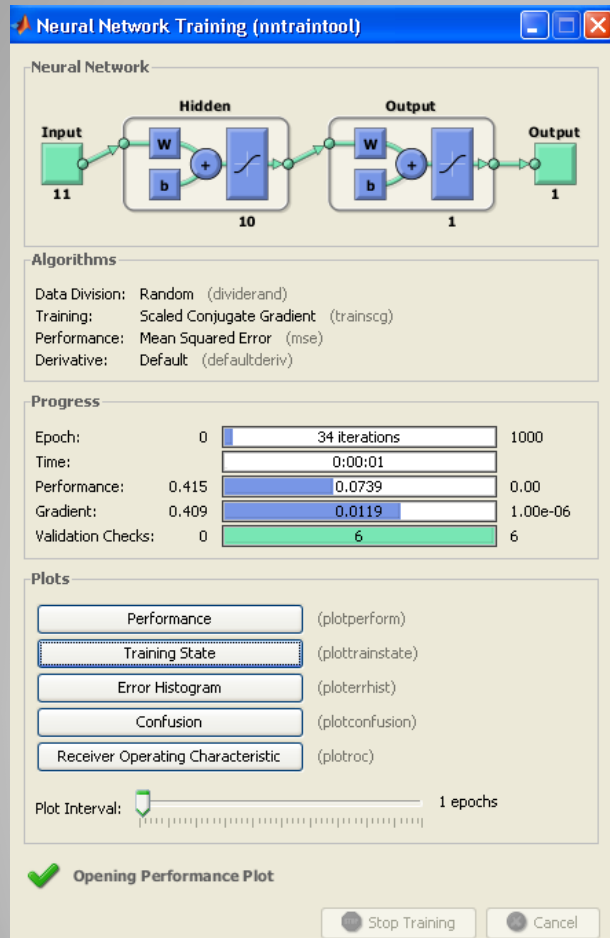 Neural Network Training (nntraintool)
Neural Network
Hidden
Output
Input
W
b
+
W
b
+
Output
11
10
1
1
Algorithms
Data Division: Random (dividerand)
Training: Scaled Conjugate Gradient (trainscg)
Performance: Mean Squared Error (mse)
Derivative: Default (defaultderiv)
Progress
Epoch: 0 34 iterations 1000
Time: 0:00:01
Performance: 0.415 0.0739 0.00
Gradient: 0.409 0.0119 1.00e-06
Validation Checks: 0 6 6
Plots
Performance (plotperform)
Training State (plottrainstate)
Error Histogram (ploterrhist)
Confusion (plotconfusion)
Receiver Operating Characteristic (plotroc)
Plot Interval: 1 epochs
Opening Performance Plot
Stop Training Cancel